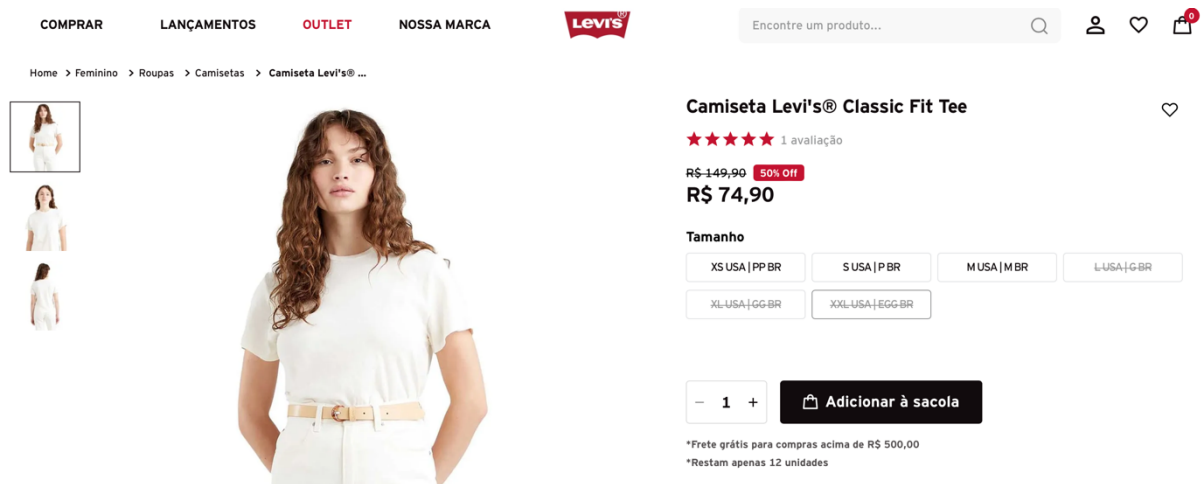 COMPRAR LANÇAMENTOS OUTLET NOSSA MARCA Levi's® Encontre um produto... 0
Home > Feminino > Roupas > Camisetas > Camiseta Levi's® ...
Camiseta Levi's® Classic Fit Tee
1 avaliação
R$ 149,90 50% Off
R$ 74,90
Tamanho
XS USA | PP BR S USA | P BR M USA | M BR L USA | G BR
XL USA | GG BR XXL USA | EGG BR
− 1 + Adicionar à sacola
*Frete grátis para compras acima de R$ 500,00
*Restam apenas 12 unidades